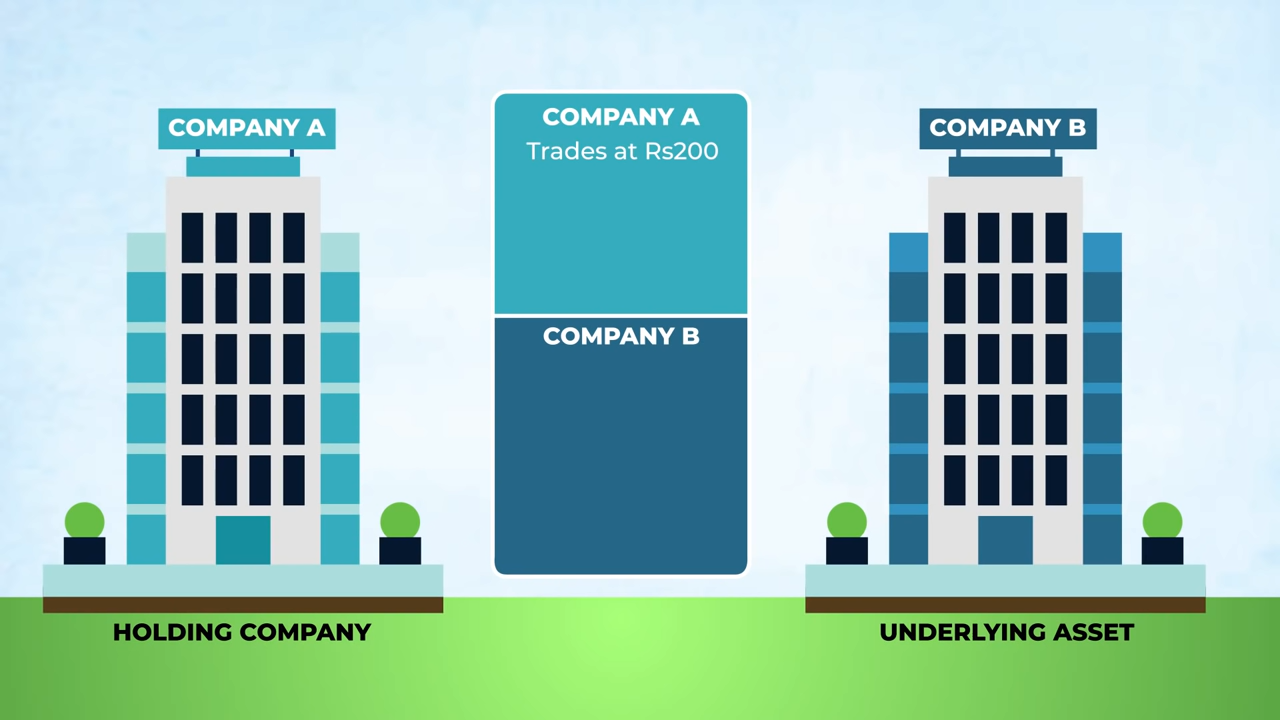 COMPANY A
COMPANY A
Trades at Rs200
COMPANY B
COMPANY B
HOLDING COMPANY
UNDERLYING ASSET